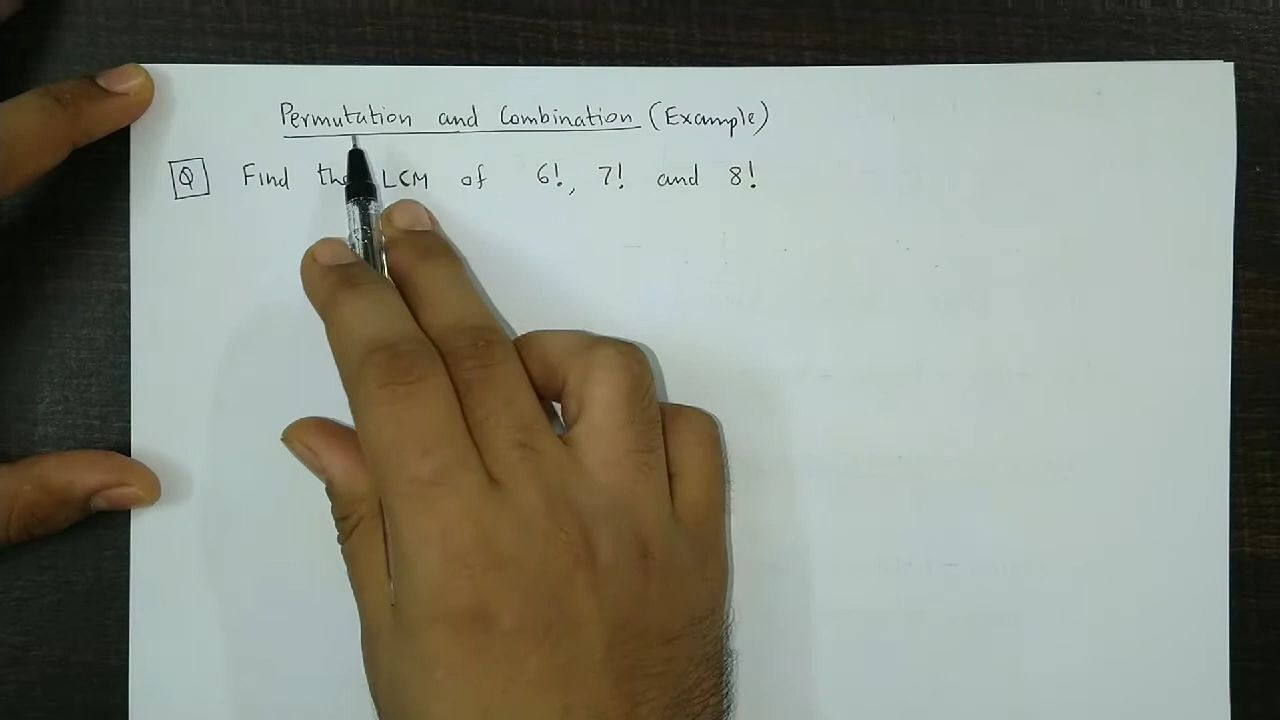 Permutation and Combination (Example)
Q Find the LCM of 6!, 7! and 8!